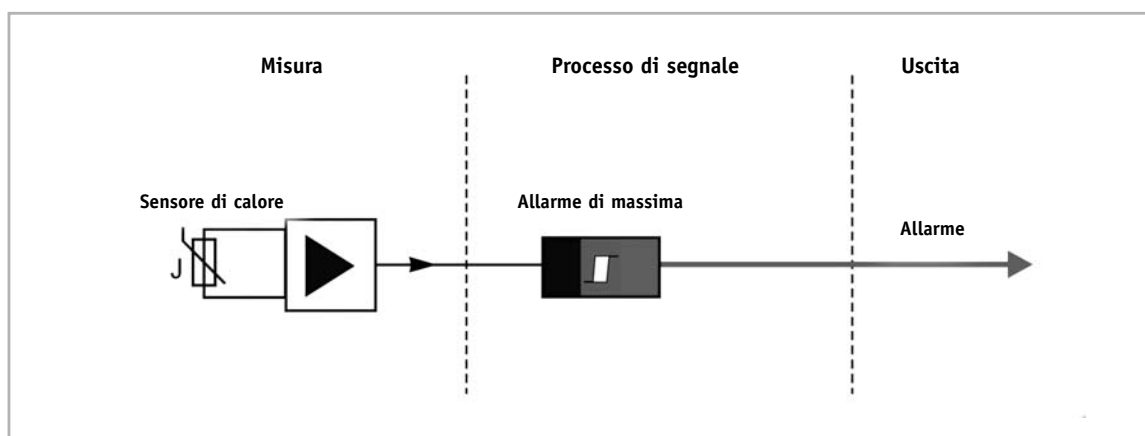 Misura
Processo di segnale
Uscita
Sensore di calore
Allarme di massima
Allarme
J